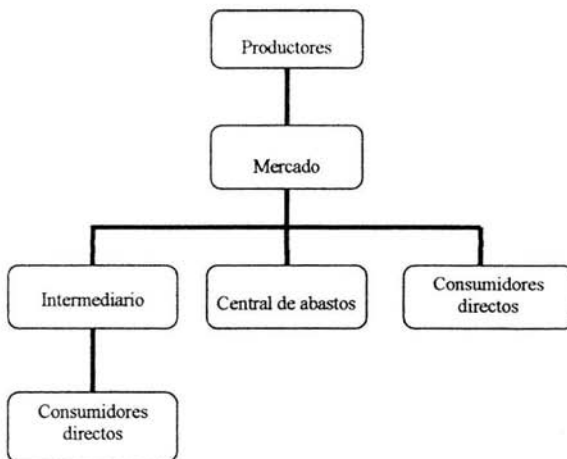 Productores
Mercado
Intermediario
Central de abastos
Consumidores
directos
Consumidores
directos